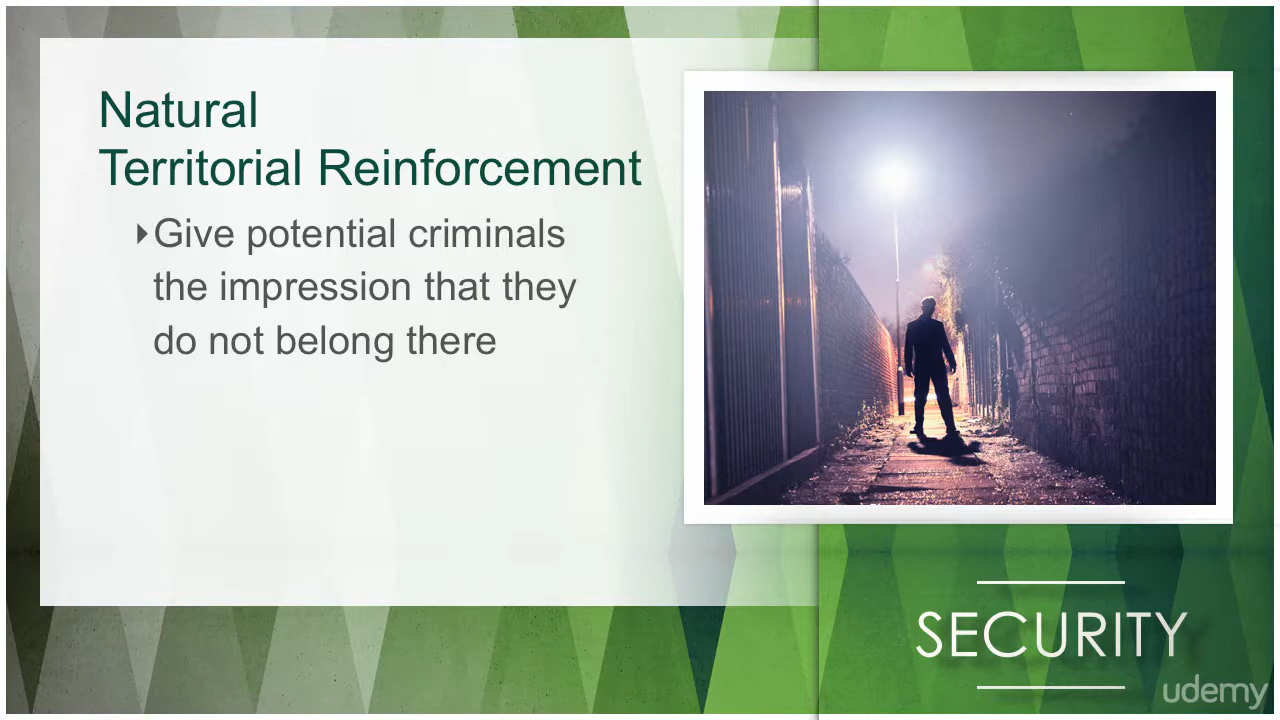 Natural
Territorial Reinforcement
Give potential criminals
the impression that they
do not belong there
SECURITY
udemy